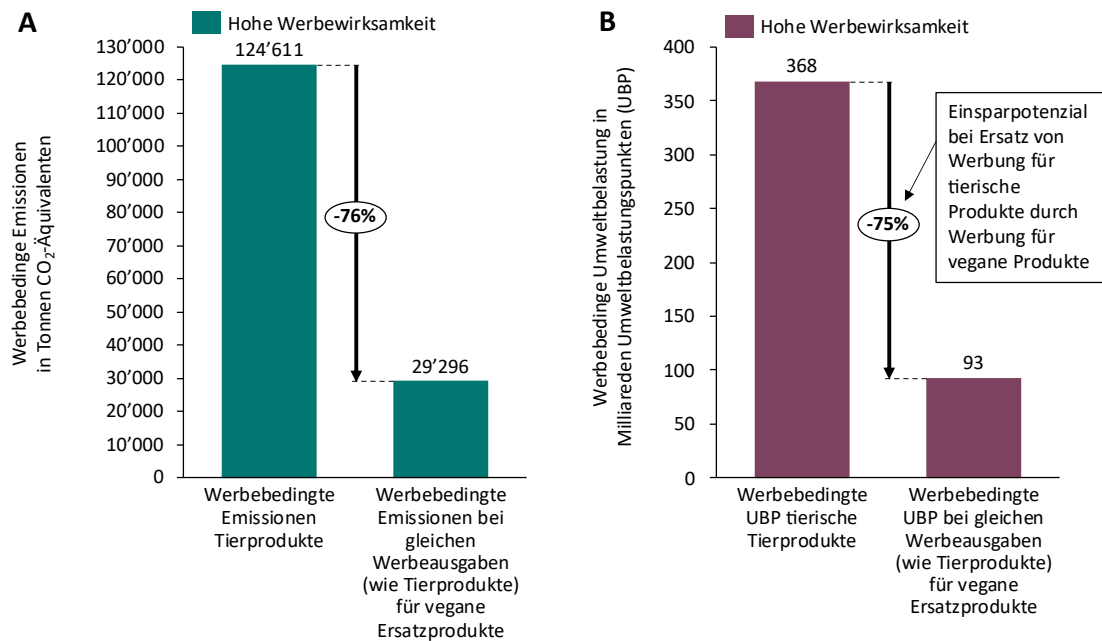 A
Hohe Werbewirksamkeit
Werbebedinge Emissionen
in Tonnen CO₂-Äquivalenten
130’000
120’000
110’000
100’000
90’000
80’000
70’000
60’000
50’000
40’000
30’000
20’000
10’000
0
124’611
-76%
29’296
Werbebedingte
Emissionen
Tierprodukte
Werbebedingte
Emissionen bei
gleichen
Werbeausgaben
(wie Tierprodukte)
für vegane
Ersatzprodukte
B
Hohe Werbewirksamkeit
Werbebedinge Umweltbelastung in
Milliareden Umweltbelastungspunkten (UBP)
400
350
300
250
200
150
100
50
0
368
-75%
93
Einsparpotenzial
bei Ersatz von
Werbung für
tierische
Produkte durch
Werbung für
vegane Produkte
Werbebedingte
UBP tierische
Tierprodukte
Werbebedingte
UBP bei gleichen
Werbeausgaben
(wie Tierprodukte)
für vegane
Ersatzprodukte